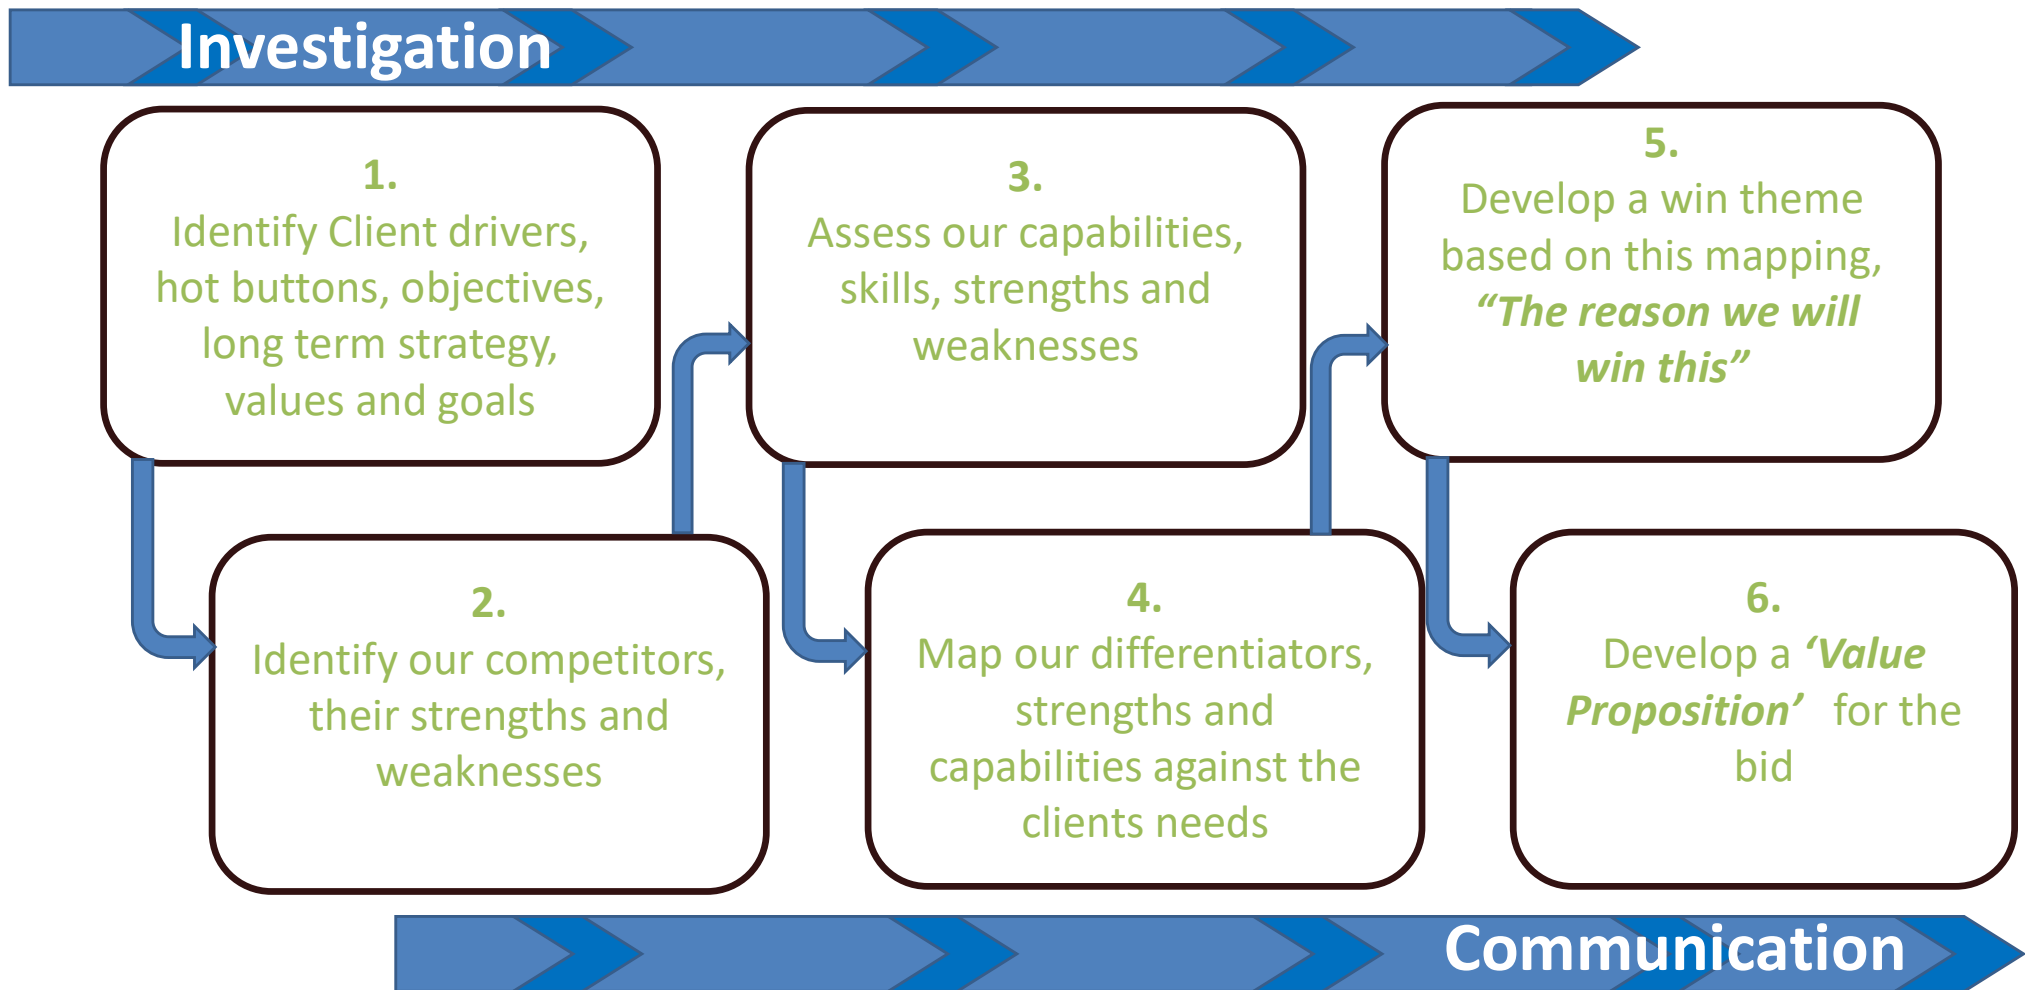 Investigation
1.
Identify Client drivers,
hot buttons, objectives,
long term strategy,
values and goals
2.
Identify our competitors,
their strengths and
weaknesses
3.
Assess our capabilities,
skills, strengths and
weaknesses
4.
Map our differentiators,
strengths and
capabilities against the
clients needs
5.
Develop a win theme
based on this mapping,
“The reason we will
win this”
6.
Develop a ‘Value
Proposition’ for the
bid
Communication